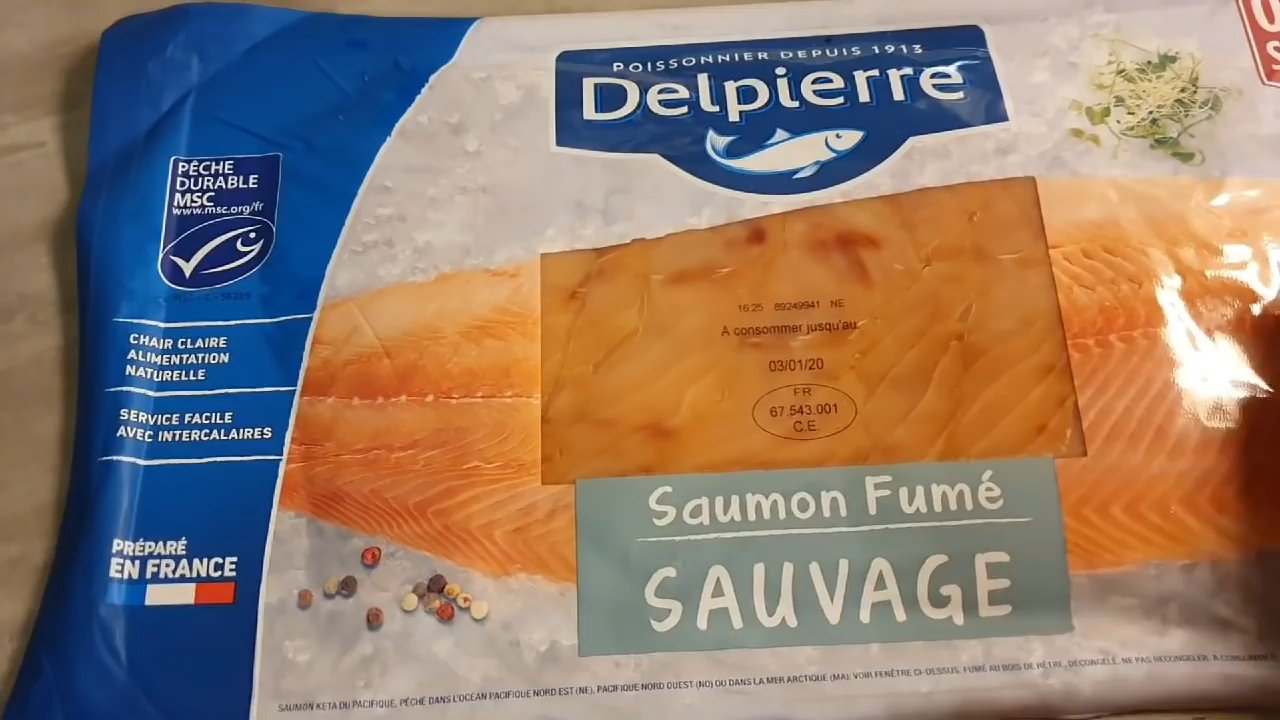 POISSONNIER DEPUIS 1913
Delpierre
PÊCHE
DURABLE
MSC
www.msc.org/fr
CHAIR CLAIRE
ALIMENTATION
NATURELLE
SERVICE FACILE
AVEC INTERCALAIRES
PRÉPARÉ
EN FRANCE
16:25 89249941 NE
A consommer jusqu'au
03/01/20
FR
67.543.001
C.E.
Saumon Fumé
SAUVAGE
SAUMON KETA DU PACIFIQUE, PÊCHÉ DANS L'OCÉAN PACIFIQUE NORD EST (NE), PACIFIQUE NORD OUEST (NO) OU DANS LA MER ARCTIQUE (MA): VOIR FENÊTRE CI-DESSUS. FUMÉ AU BOIS DE HÊTRE, DÉCONGELÉ. NE PAS RECONGELER. À